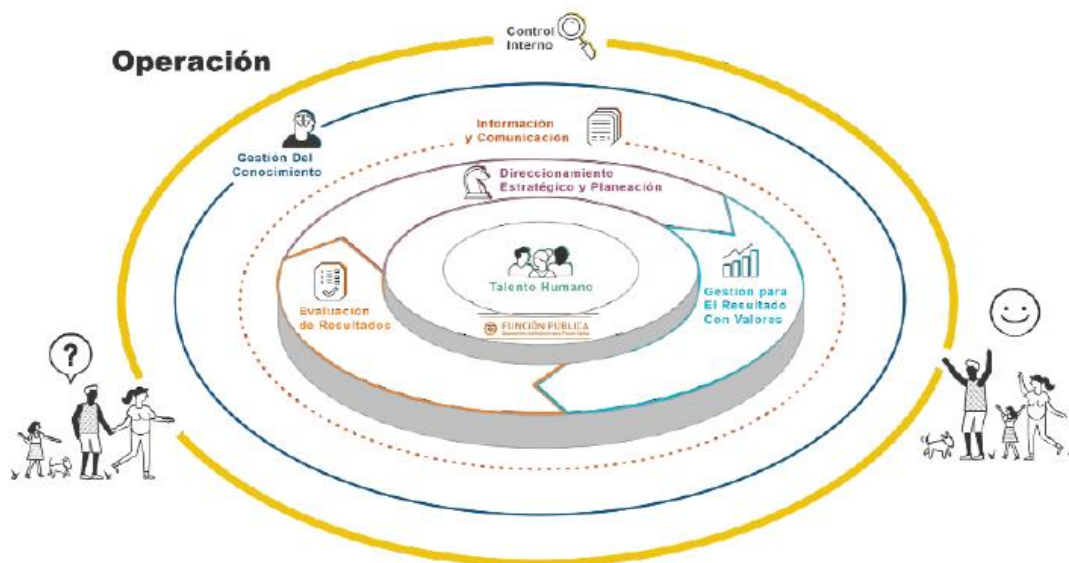 Operación
Control
Interno
Información
y Comunicación
Gestión Del
Conocimiento
Direccionamiento
Estratégico y Planeación
Talento Humano
Gestión para
El Resultado
Con Valores
Evaluación
de Resultados
FUNCIÓN PÚBLICA
?